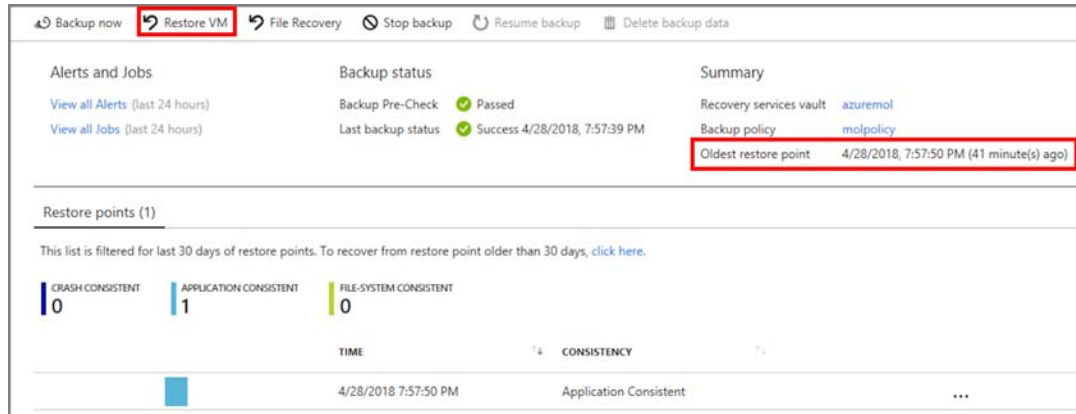 Backup now Restore VM File Recovery Stop backup Resume backup Delete backup data
Alerts and Jobs Backup status Summary
View all Alerts (last 24 hours) Backup Pre-Check Passed Recovery services vault azuremol
View all Jobs (last 24 hours) Last backup status Success 4/28/2018, 7:57:39 PM Backup policy molpolicy
Oldest restore point 4/28/2018, 7:57:50 PM (41 minute(s) ago)
Restore points (1)
This list is filtered for last 30 days of restore points. To recover from restore point older than 30 days, click here.
CRASH CONSISTENT APPLICATION CONSISTENT FILE-SYSTEM CONSISTENT
0 1 0
TIME CONSISTENCY
4/28/2018 7:57:50 PM Application Consistent ...